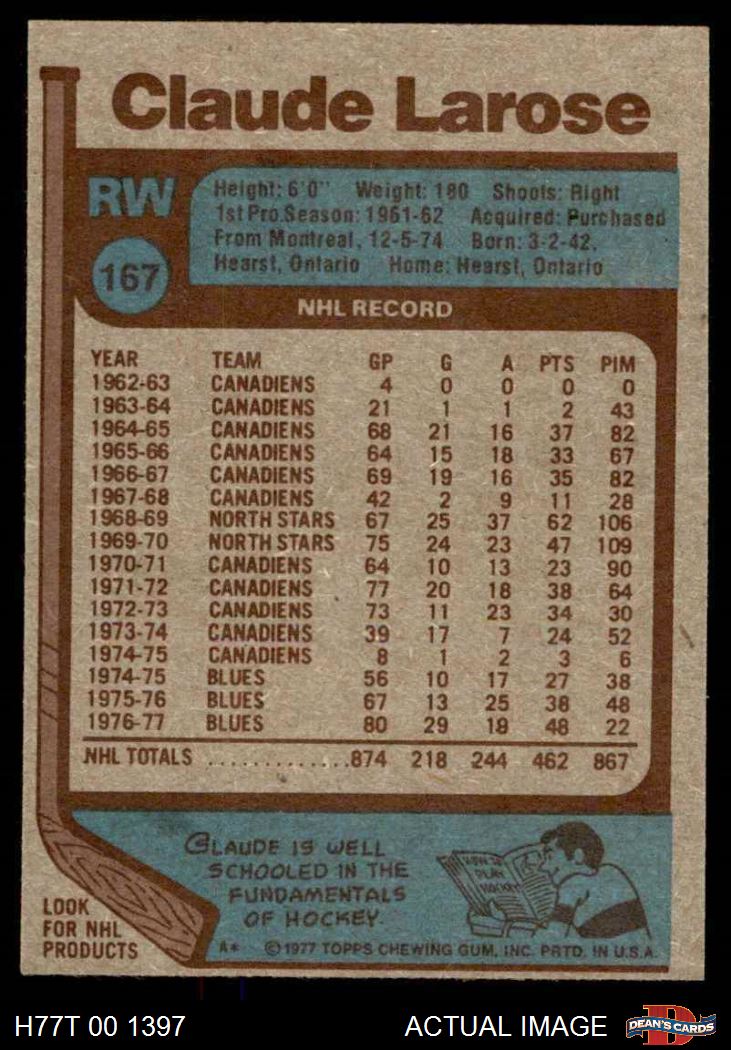 Claude Larose
RW
Height: 6'0" Weight: 180 Shoots: Right
1st Pro.Season: 1961-62 Acquired: Purchased
From Montreal, 12-5-74 Born: 3-2-42,
Hearst, Ontario Home: Hearst, Ontario
167
NHL RECORD
YEAR TEAM GP G A PTS PIM
1962-63 CANADIENS 4 0 0 0 0
1963-64 CANADIENS 21 1 1 2 43
1964-65 CANADIENS 68 21 16 37 82
1965-66 CANADIENS 64 15 18 33 67
1966-67 CANADIENS 69 19 16 35 82
1967-68 CANADIENS 42 2 9 11 28
1968-69 NORTH STARS 67 25 37 62 106
1969-70 NORTH STARS 75 24 23 47 109
1970-71 CANADIENS 64 10 13 23 90
1971-72 CANADIENS 77 20 18 38 64
1972-73 CANADIENS 73 11 23 34 30
1973-74 CANADIENS 39 17 7 24 52
1974-75 CANADIENS 8 1 2 3 6
1974-75 BLUES 56 10 17 27 38
1975-76 BLUES 67 13 25 38 48
1976-77 BLUES 80 29 19 48 22
NHL TOTALS .............874 218 244 462 867
CLAUDE IS WELL
SCHOOLED IN THE
FUNDAMENTALS
OF HOCKEY.
HOW TO
PLAY
HOCKEY
LOOK
FOR NHL
PRODUCTS
A* ©1977 TOPPS CHEWING GUM, INC. PRTD. IN U.S.A.
H77T 00 1397 ACTUAL IMAGE
D
DEAN'S CARDS